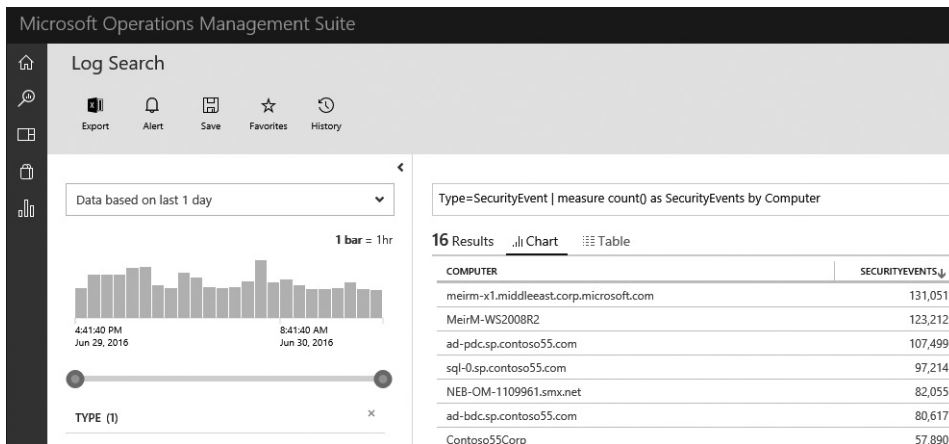 Microsoft Operations Management Suite
Log Search
Export Alert Save Favorites History
Data based on last 1 day
1 bar = 1hr
4:41:40 PM 8:41:40 AM
Jun 29, 2016 Jun 30, 2016
TYPE (1)
Type=SecurityEvent | measure count() as SecurityEvents by Computer
16 Results Chart Table
COMPUTER SECURITYEVENTS
meirm-x1.middleeast.corp.microsoft.com 131,051
MeirM-WS2008R2 123,212
ad-pdc.sp.contoso55.com 107,499
sql-0.sp.contoso55.com 97,214
NEB-OM-1109961.smx.net 82,055
ad-bdc.sp.contoso55.com 80,617
Contoso55Corp 57,890